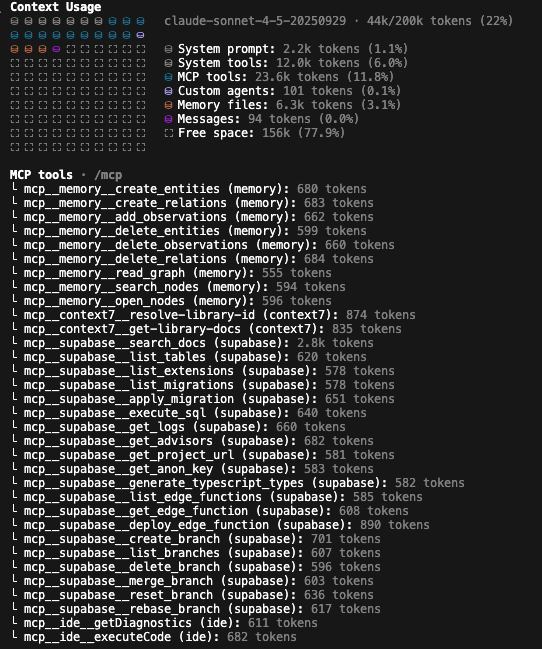 Context Usage
claude-sonnet-4-5-20250929 · 44k/200k tokens (22%)
System prompt: 2.2k tokens (1.1%)
System tools: 12.0k tokens (6.0%)
MCP tools: 23.6k tokens (11.8%)
Custom agents: 101 tokens (0.1%)
Memory files: 6.3k tokens (3.1%)
Messages: 94 tokens (0.0%)
Free space: 156k (77.9%)
MCP tools · /mcp
└ mcp__memory__create_entities (memory): 680 tokens
└ mcp__memory__create_relations (memory): 683 tokens
└ mcp__memory__add_observations (memory): 662 tokens
└ mcp__memory__delete_entities (memory): 599 tokens
└ mcp__memory__delete_observations (memory): 660 tokens
└ mcp__memory__delete_relations (memory): 684 tokens
└ mcp__memory__read_graph (memory): 555 tokens
└ mcp__memory__search_nodes (memory): 594 tokens
└ mcp__memory__open_nodes (memory): 596 tokens
└ mcp__context7__resolve-library-id (context7): 874 tokens
└ mcp__context7__get-library-docs (context7): 835 tokens
└ mcp__supabase__search_docs (supabase): 2.8k tokens
└ mcp__supabase__list_tables (supabase): 620 tokens
└ mcp__supabase__list_extensions (supabase): 578 tokens
└ mcp__supabase__list_migrations (supabase): 578 tokens
└ mcp__supabase__apply_migration (supabase): 651 tokens
└ mcp__supabase__execute_sql (supabase): 640 tokens
└ mcp__supabase__get_logs (supabase): 660 tokens
└ mcp__supabase__get_advisors (supabase): 682 tokens
└ mcp__supabase__get_project_url (supabase): 581 tokens
└ mcp__supabase__get_anon_key (supabase): 583 tokens
└ mcp__supabase__generate_typescript_types (supabase): 582 tokens
└ mcp__supabase__list_edge_functions (supabase): 585 tokens
└ mcp__supabase__get_edge_function (supabase): 608 tokens
└ mcp__supabase__deploy_edge_function (supabase): 890 tokens
└ mcp__supabase__create_branch (supabase): 701 tokens
└ mcp__supabase__list_branches (supabase): 607 tokens
└ mcp__supabase__delete_branch (supabase): 596 tokens
└ mcp__supabase__merge_branch (supabase): 603 tokens
└ mcp__supabase__reset_branch (supabase): 636 tokens
└ mcp__supabase__rebase_branch (supabase): 617 tokens
└ mcp__ide__getDiagnostics (ide): 611 tokens
└ mcp__ide__executeCode (ide): 682 tokens